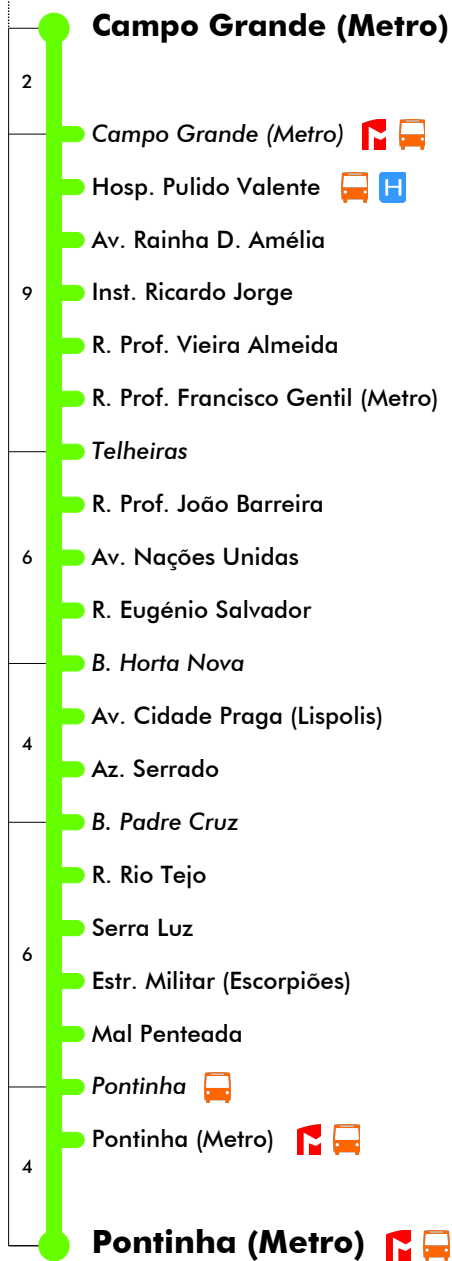 Campo Grande (Metro)
2
Campo Grande (Metro)
Hosp. Pulido Valente H
Av. Rainha D. Amélia
9 Inst. Ricardo Jorge
R. Prof. Vieira Almeida
R. Prof. Francisco Gentil (Metro)
Telheiras
R. Prof. João Barreira
6 Av. Nações Unidas
R. Eugénio Salvador
B. Horta Nova
Av. Cidade Praga (Lispolis)
4
Az. Serrado
B. Padre Cruz
R. Rio Tejo
Serra Luz
6
Estr. Militar (Escorpiões)
Mal Penteada
Pontinha
Pontinha (Metro)
4
Pontinha (Metro)